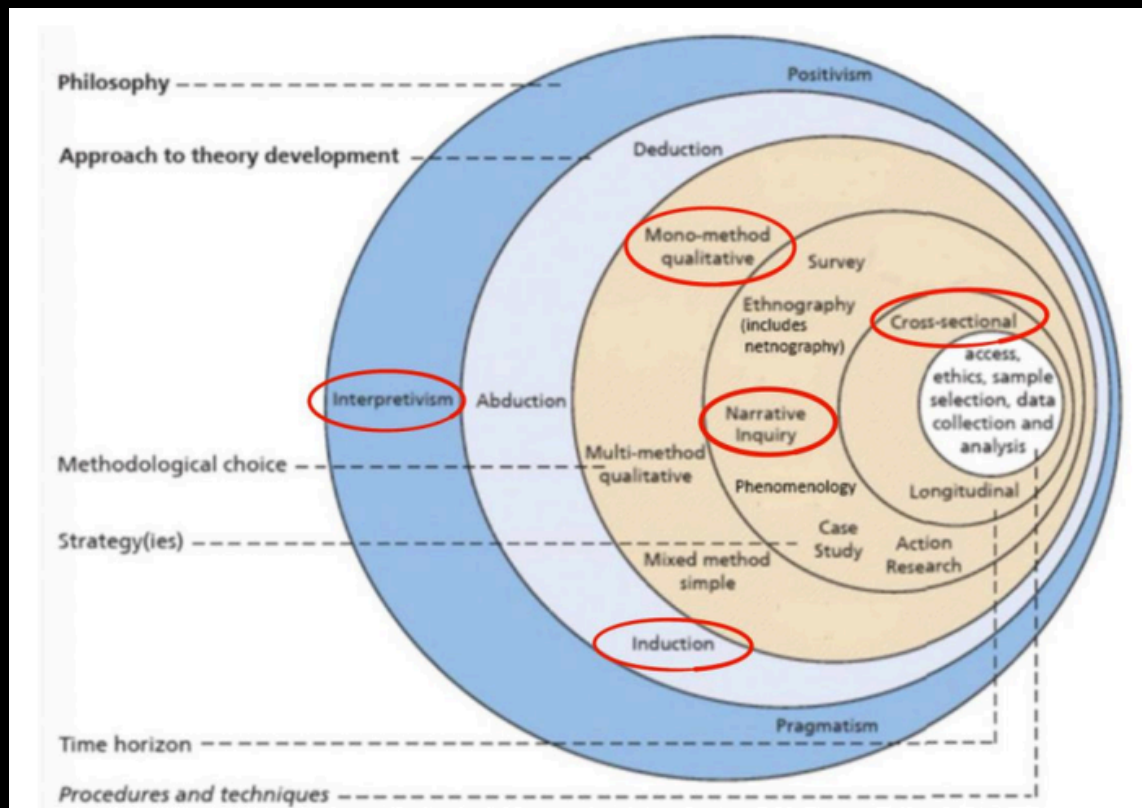 Philosophy
Positivism
Approach to theory development
Deduction
Mono-method
qualitative
Survey
Ethnography
(includes
netnography)
Cross-sectional
access,
ethics, sample
selection, data
collection and
analysis
Interpretivism
Abduction
Narrative
Inquiry
Methodological choice
Multi-method
qualitative
Phenomenology
Longitudinal
Strategy(ies)
Case
Study
Action
Research
Mixed method
simple
Induction
Pragmatism
Time horizon
Procedures and techniques